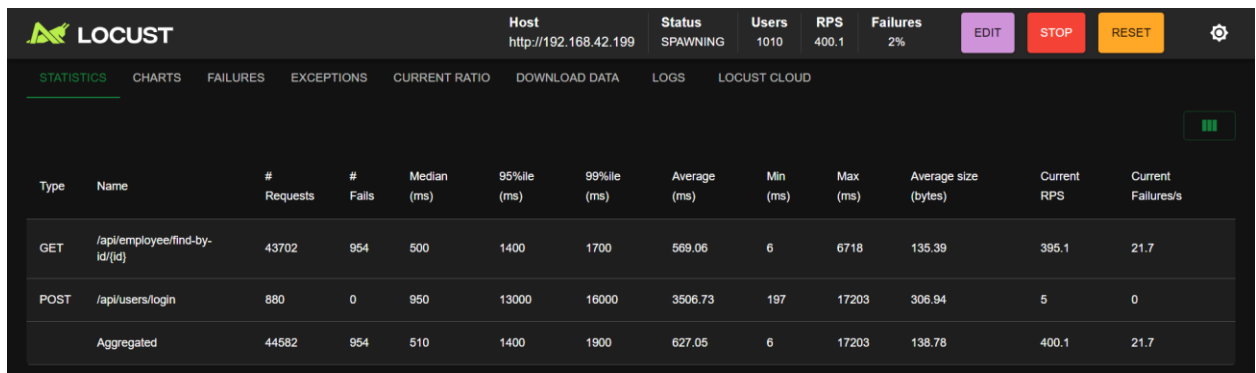 LOCUST
Host
http://192.168.42.199
Status
SPAWNING
Users
1010
RPS
400.1
Failures
2%
EDIT
STOP
RESET
STATISTICS CHARTS FAILURES EXCEPTIONS CURRENT RATIO DOWNLOAD DATA LOGS LOCUST CLOUD
Type Name # Requests # Fails Median (ms) 95%ile (ms) 99%ile (ms) Average (ms) Min (ms) Max (ms) Average size (bytes) Current RPS Current Failures/s
GET /api/employee/find-by-id/{id} 43702 954 500 1400 1700 569.06 6 6718 135.39 395.1 21.7
POST /api/users/login 880 0 950 13000 16000 3506.73 197 17203 306.94 5 0
Aggregated 44582 954 510 1400 1900 627.05 6 17203 138.78 400.1 21.7